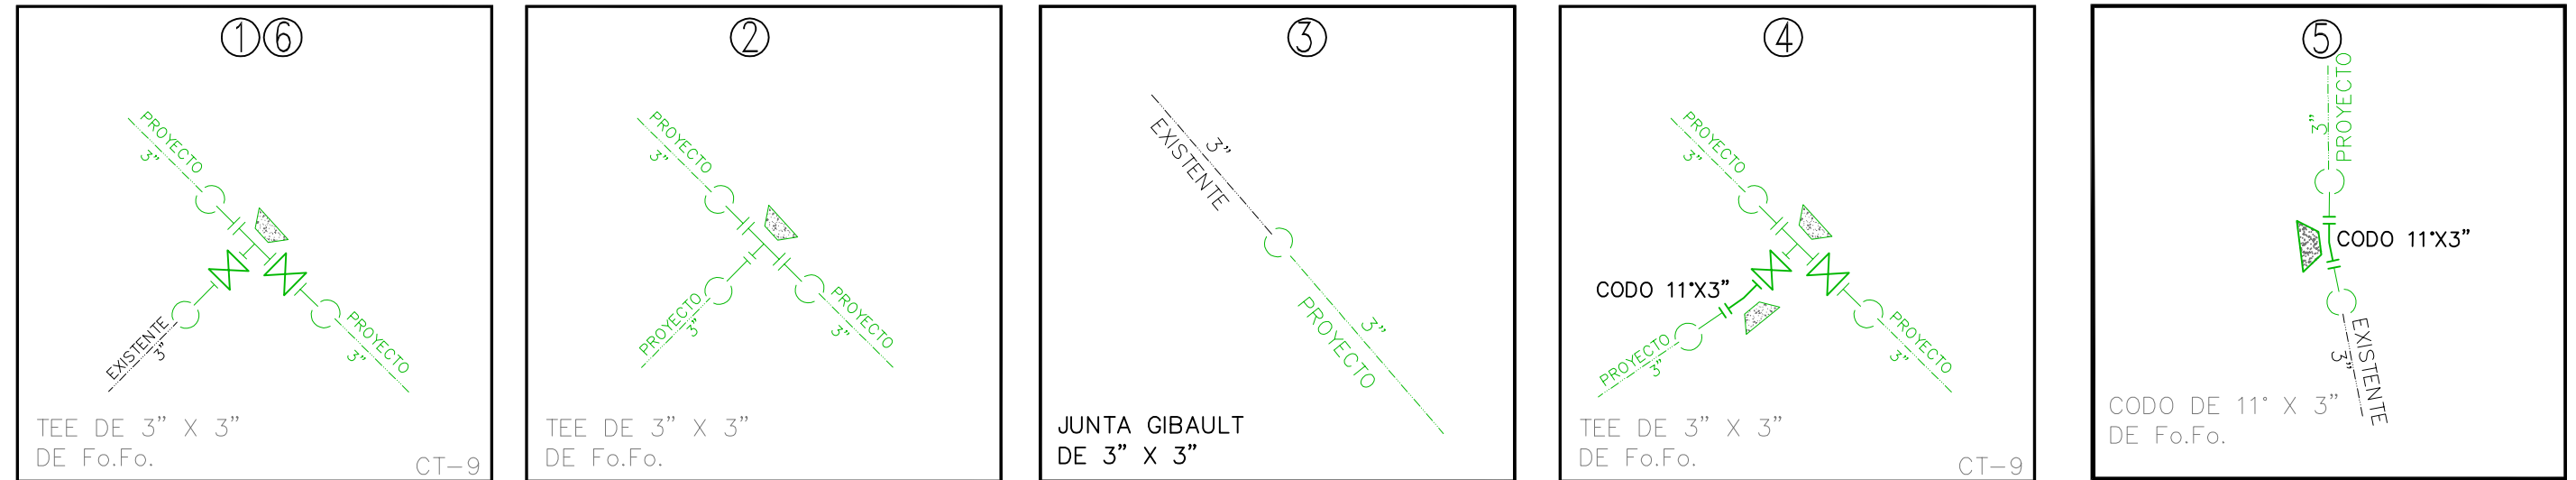 1 6
PROYECTO
3”
EXISTENTE
3”
PROYECTO
3”
TEE DE 3” X 3”
DE Fo.Fo.
CT-9
2
PROYECTO
3”
PROYECTO
3”
PROYECTO
3”
TEE DE 3” X 3”
DE Fo.Fo.
3
3”
EXISTENTE
3”
PROYECTO
JUNTA GIBAULT
DE 3” X 3”
4
PROYECTO
3”
CODO 11°X3”
PROYECTO
3”
PROYECTO
3”
TEE DE 3” X 3”
DE Fo.Fo.
CT-9
5
3”
PROYECTO
CODO 11°X3”
EXISTENTE
3”
CODO DE 11° X 3”
DE Fo.Fo.